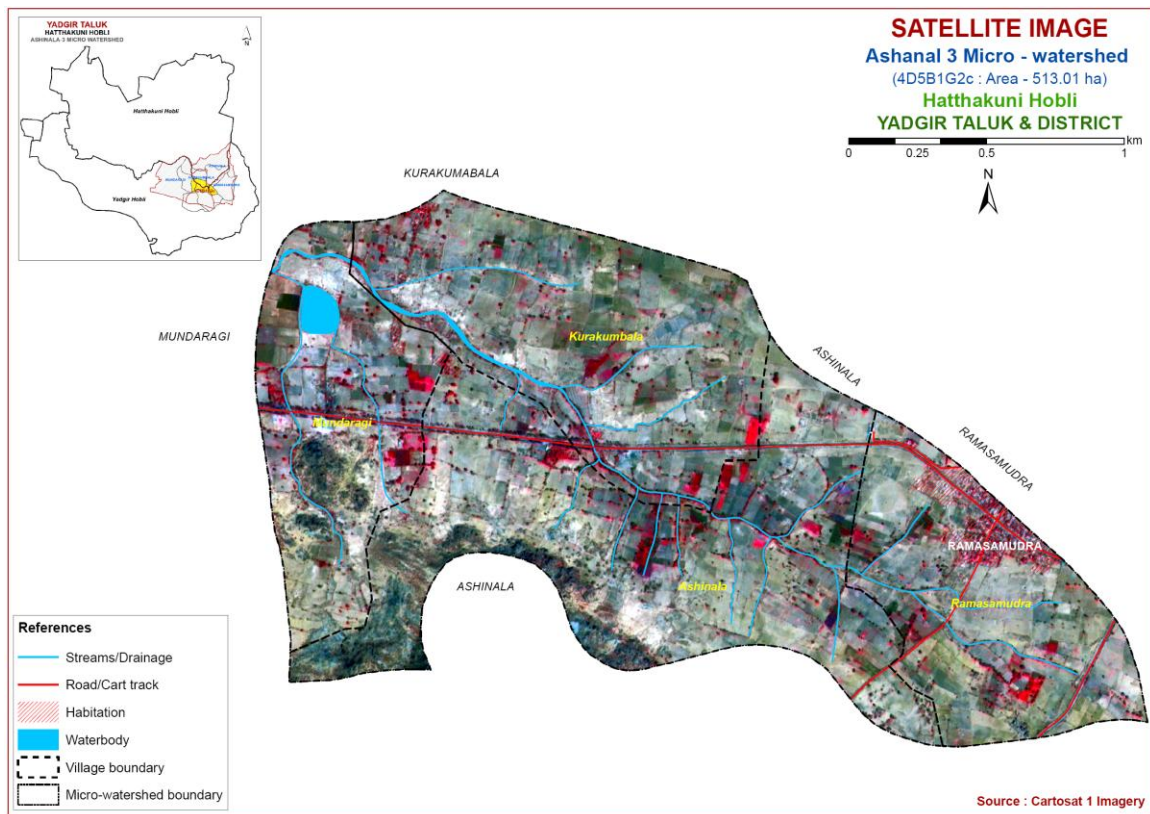 YADGIR TALUK
HATTHAKUNI HOBLI
ASHINALA 3 MICRO WATERSHED
N
Hatthakuni Hobli
Yadgir Hobli
SATELLITE IMAGE
Ashanal 3 Micro - watershed
(4D5B1G2c : Area - 513.01 ha)
Hatthakuni Hobli
YADGIR TALUK & DISTRICT
km
0 0.25 0.5 1
N
KURAKUMABALA
MUNDARAGI
Kurakumbala
ASHINALA
Mundaragi
RAMASAMUDRA
RAMASAMUDRA
ASHINALA
Ashinala
Ramasamudra
References
Streams/Drainage
Road/Cart track
Habitation
Waterbody
Village boundary
Micro-watershed boundary
Source : Cartosat 1 Imagery